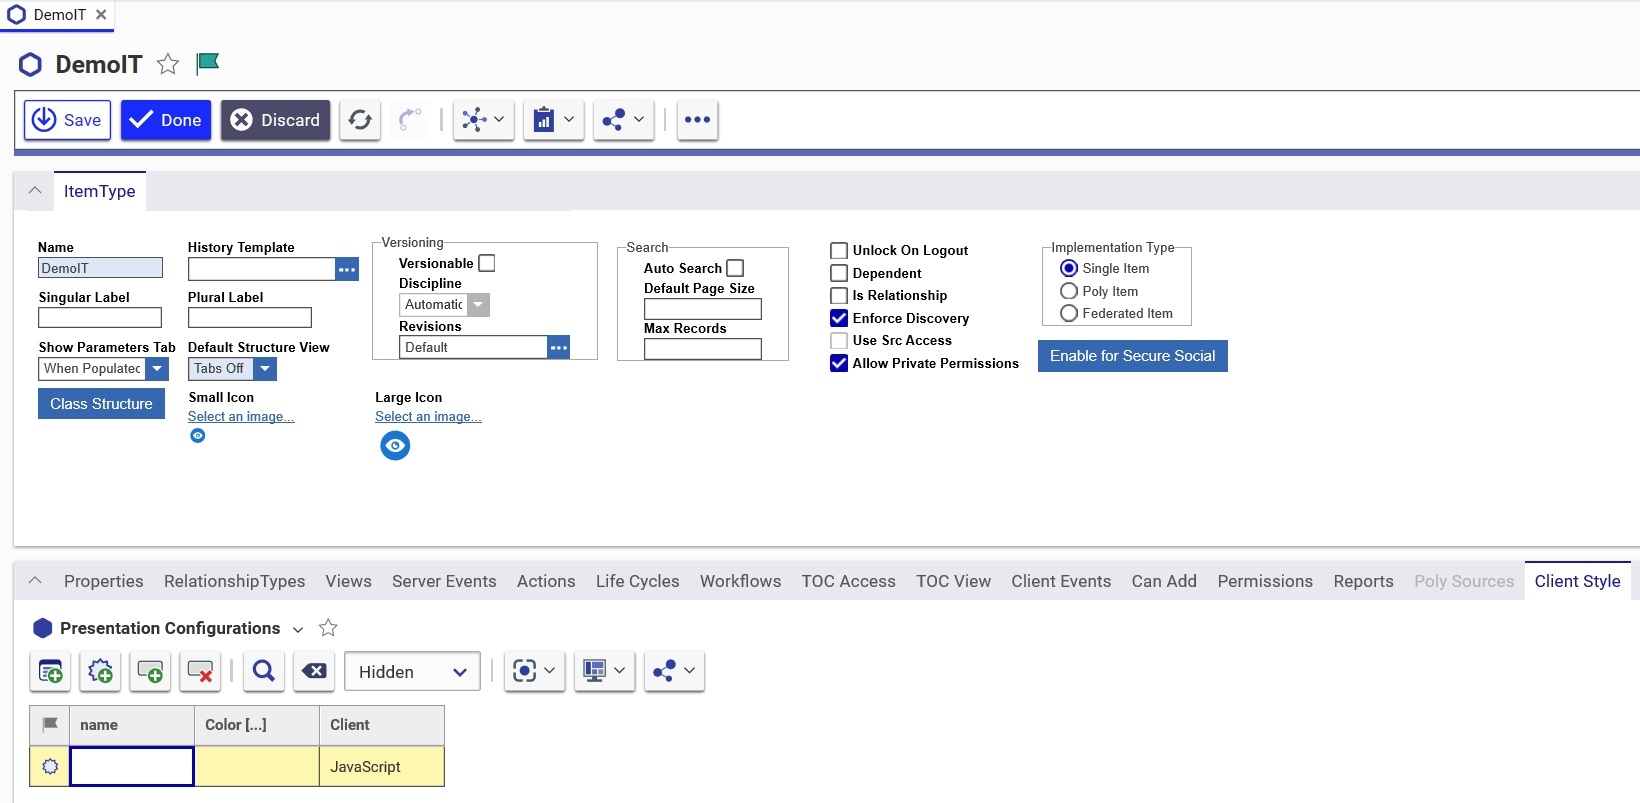 DemoIT
DemoIT
Save Done Discard
ItemType
Name
DemoIT
History Template
Singular Label
Plural Label
Show Parameters Tab
When Populatec
Default Structure View
Tabs Off
Class Structure
Small Icon
Select an image...
Large Icon
Select an image...
Versioning
Versionable
Discipline
Automatic
Revisions
Default
Search
Auto Search
Default Page Size
Max Records
Unlock On Logout
Dependent
Is Relationship
Enforce Discovery
Use Src Access
Allow Private Permissions
Implementation Type
Single Item
Poly Item
Federated Item
Enable for Secure Social
Properties RelationshipTypes Views Server Events Actions Life Cycles Workflows TOC Access TOC View Client Events Can Add Permissions Reports Poly Sources Client Style
Presentation Configurations
Hidden
name Color [...] Client
JavaScript